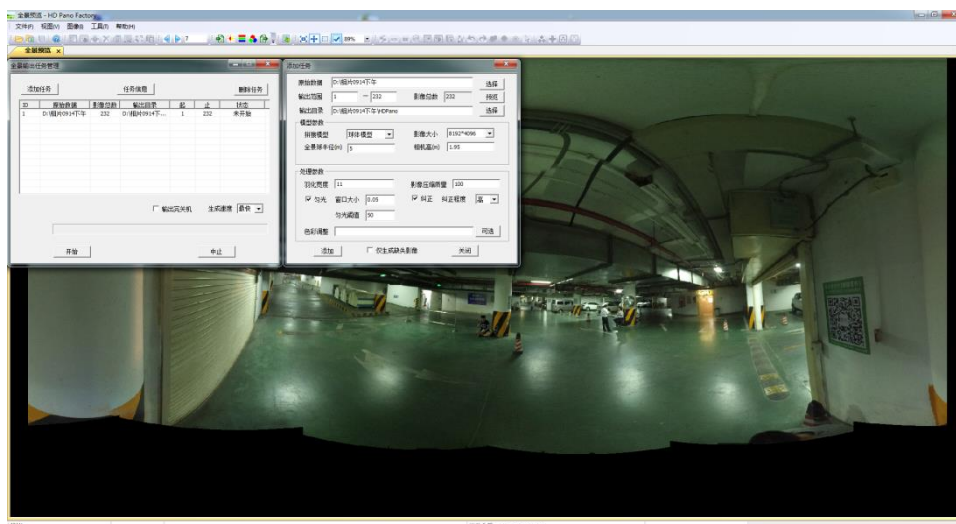 全景预览 - HD Pano Factory
文件(F) 视图(V) 图像(I) 工具(T) 帮助(H)
7 89%
全景预览 ×
全景输出任务管理
添加任务 任务信息 删除任务
ID 原始数据 影像总数 输出目录 起 止 状态
1 D:\相片0914下午 232 D:\相片0914下... 1 232 未开始
输出完关机 生成速度 最快
开始 中止
添加任务
原始数据 D:\相片0914下午 选择
输出范围 1 — 232 影像总数 232 预览
输出目录 D:\相片0914下午\HDPano 选择
模型参数
拼接模型 球体模型 影像大小 8192*4096
全景球半径(m) 5 相机高(m) 1.93
处理参数
羽化宽度 11 影像压缩质量 100
匀光 窗口大小 0.05 纠正 纠正程度 高
匀光阈值 50
色彩调整 可选
添加 仅生成缺失影像 关闭